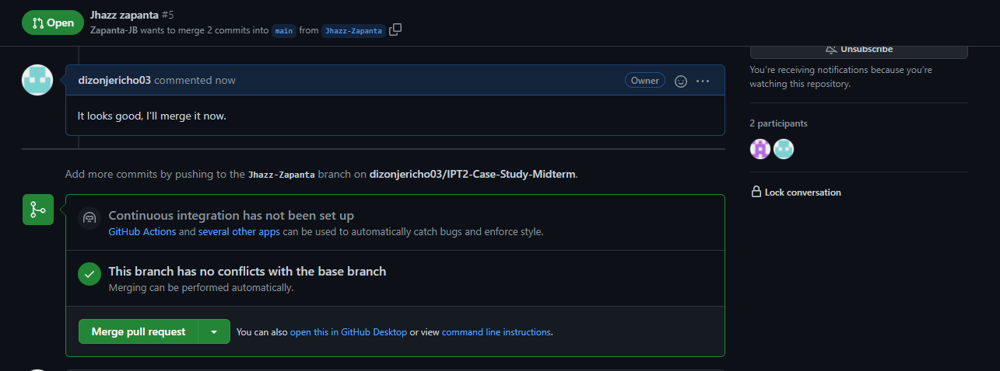 Open
Jhazz zapanta #5
Zapanta-JB wants to merge 2 commits into main from Jhazz-Zapanta
dizonjericho03 commented now
Owner
It looks good, I'll merge it now.
Add more commits by pushing to the Jhazz-Zapanta branch on dizonjericho03/IPT2-Case-Study-Midterm.
Continuous integration has not been set up
GitHub Actions and several other apps can be used to automatically catch bugs and enforce style.
This branch has no conflicts with the base branch
Merging can be performed automatically.
Merge pull request
You can also open this in GitHub Desktop or view command line instructions.
Unsubscribe
You're receiving notifications because you're
watching this repository.
2 participants
Lock conversation